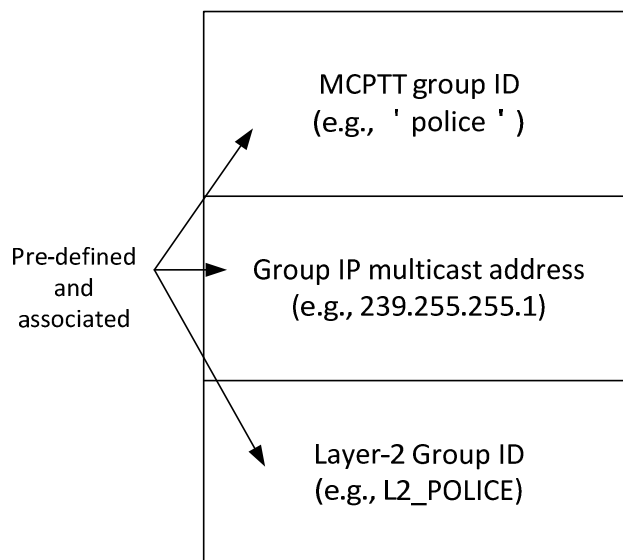 MCPTT group ID
(e.g., ＇police＇)
Pre-defined
and
associated
Group IP multicast address
(e.g., 239.255.255.1)
Layer-2 Group ID
(e.g., L2_POLICE)